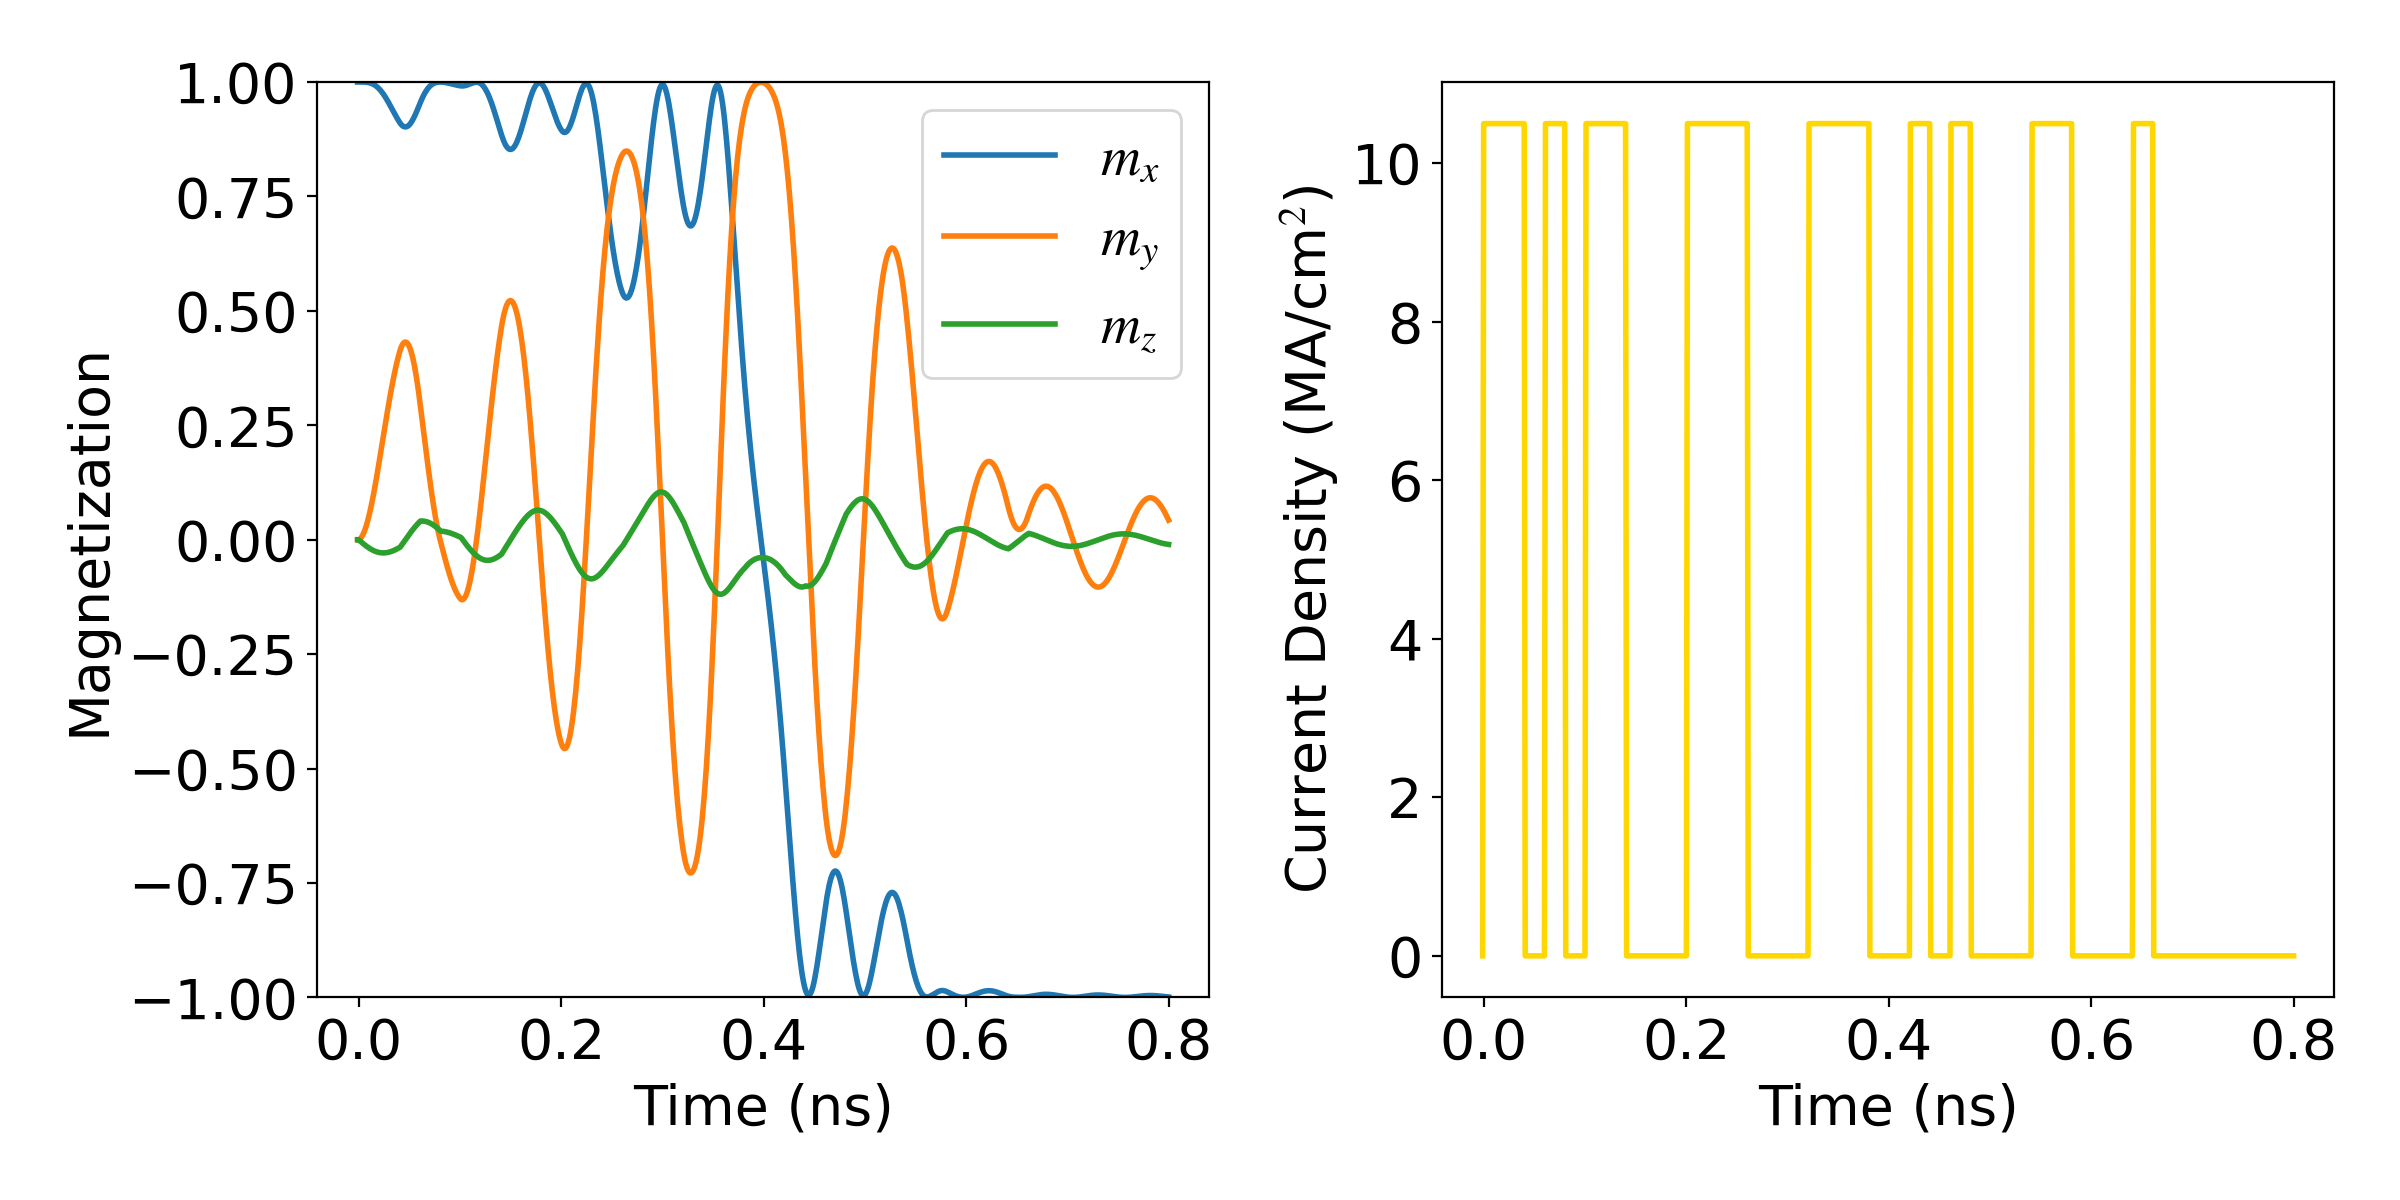 Magnetization
1.00
0.75
0.50
0.25
0.00
−0.25
−0.50
−0.75
−1.00
0.0 0.2 0.4 0.6 0.8
Time (ns)
m_x
m_y
m_z
Current Density (MA/cm²)
10
8
6
4
2
0
0.0 0.2 0.4 0.6 0.8
Time (ns)